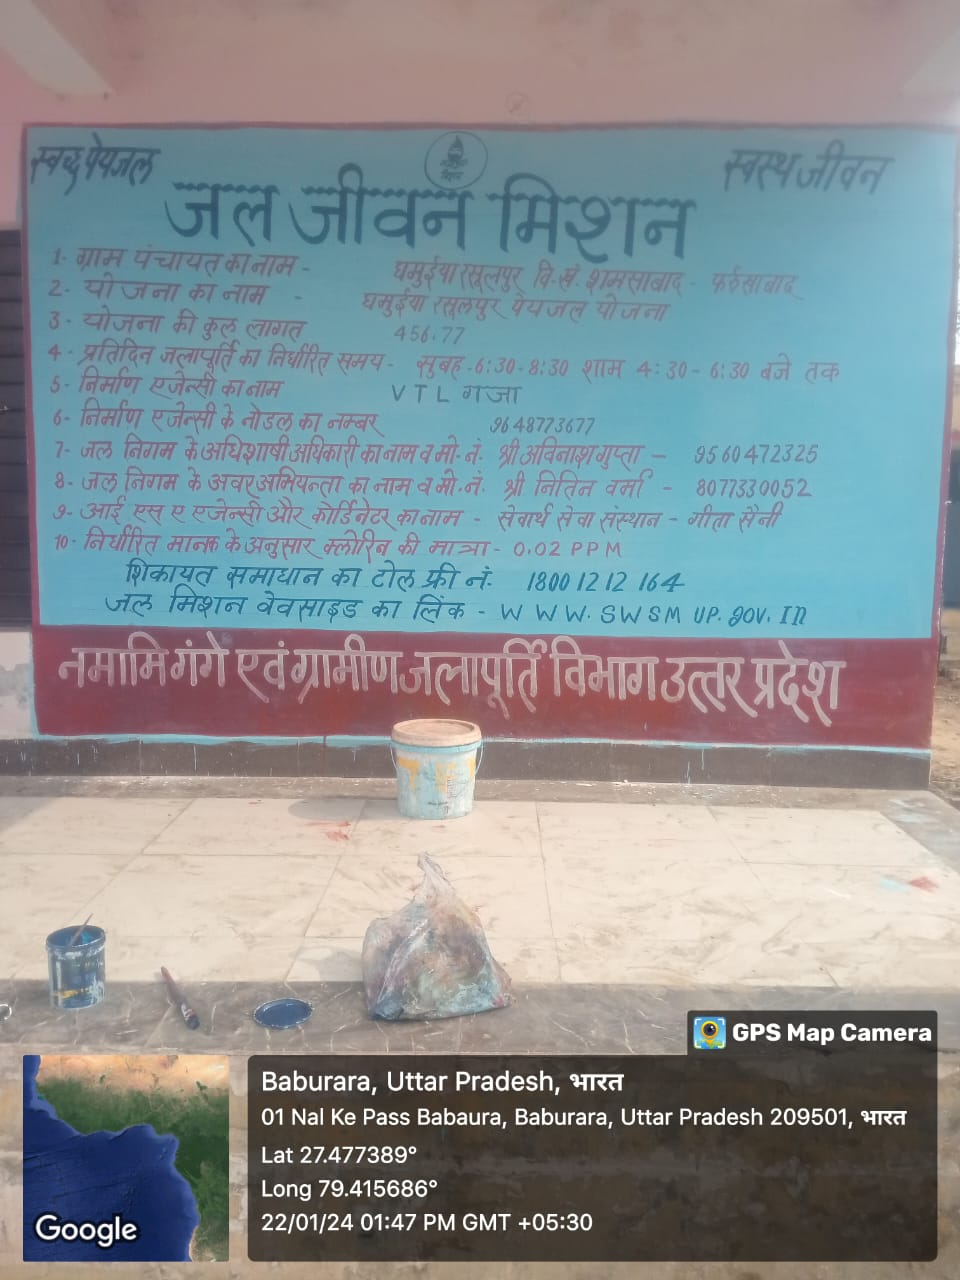 स्वच्छ पेयजल
स्वस्थ जीवन
जल जीवन मिशन
1- ग्राम पंचायत का नाम - घमुईया रसूलपुर वि.खं. शमसाबाद - फर्रुखाबाद
2- योजना का नाम - घमुईया रसूलपुर पेयजल योजना
3- योजना की कुल लागत 456.77
4- प्रतिदिन जलापूर्ति का निर्धारित समय - सुबह - 6:30-8:30 शाम 4:30-6:30 बजे तक
5- निर्माण एजेन्सी का नाम VTL गजा
6- निर्माण एजेन्सी के नोडल का नम्बर 9648773677
7- जल निगम के अधिशाषी अधिकारी का नाम व मो.नं. श्री अविनाश गुप्ता - 9560472325
8- जल निगम के अवर अभियन्ता का नाम व मो.नं. श्री नितिन वर्मा - 8077330052
9- आई एस ए एजेन्सी और कोर्डिनेटर का नाम - सेवार्थ सेवा संस्थान - गीता सैनी
10- निर्धारित मानक के अनुसार क्लोरिन की मात्रा - 0.02 PPM
शिकायत समाधान का टोल फ्री नं. 1800 12 12 164
जल मिशन वेवसाइड का लिंक - WWW.SWSMUP.gov.In
नमामि गंगे एवं ग्रामीण जलापूर्ति विभाग उत्तर प्रदेश
GPS Map Camera
Baburara, Uttar Pradesh, भारत
01 Nal Ke Pass Babaura, Baburara, Uttar Pradesh 209501, भारत
Lat 27.477389°
Long 79.415686°
22/01/24 01:47 PM GMT +05:30
Google